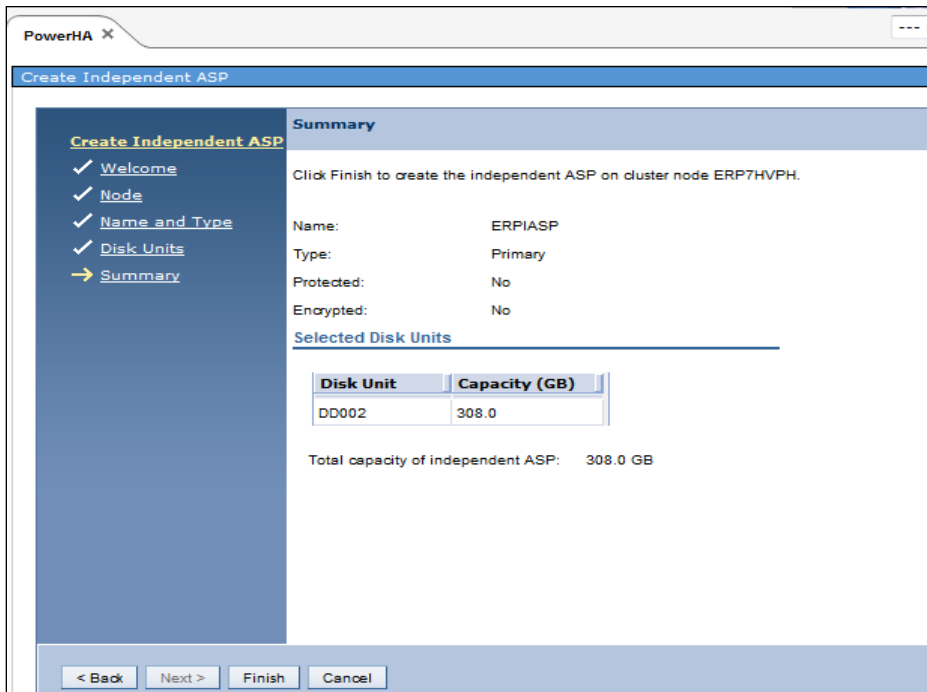 PowerHA ×
---
Create Independent ASP
Create Independent ASP
Welcome
Node
Name and Type
Disk Units
Summary
Summary
Click Finish to create the independent ASP on cluster node ERP7HVPH.
Name: ERPIASP
Type: Primary
Protected: No
Encrypted: No
Selected Disk Units
Disk Unit Capacity (GB)
DD002 308.0
Total capacity of independent ASP: 308.0 GB
< Back Next > Finish Cancel